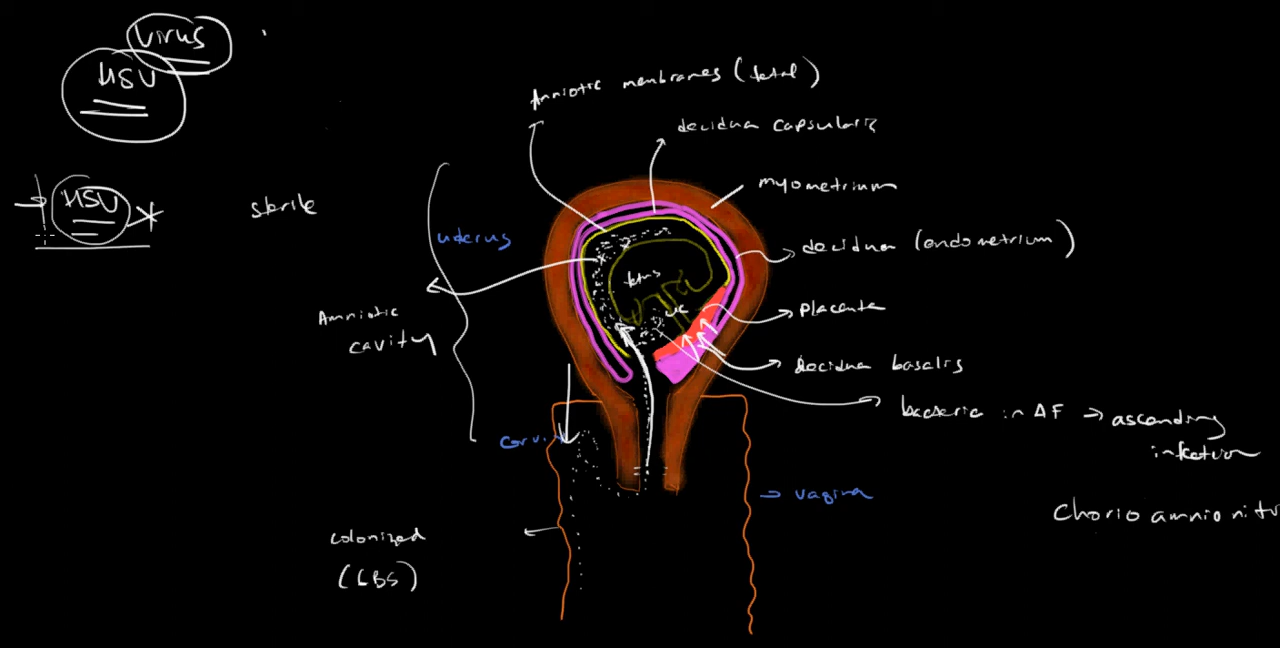 virus
HSV
HSV
sterile
Amniotic membranes (fetal)
decidua capsularis
myometrium
uterus
decidua (endometrium)
fetus
uc
Amniotic
cavity
placenta
decidua basalis
bacteria in AF → ascending
infection
cervix
→ vagina
Chorioamnionitis
colonized
(GBS)